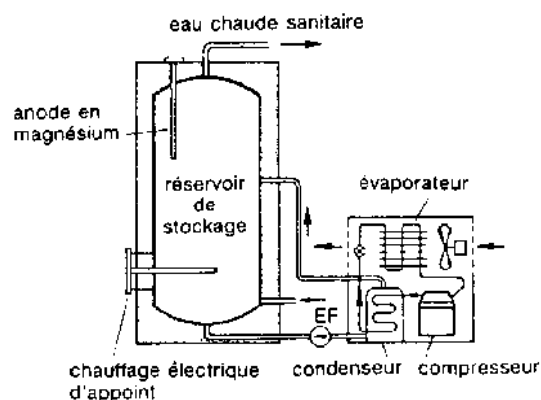 eau chaude sanitaire
anode en
magnésium
réservoir
de
stockage
évaporateur
EF
chauffage électrique
d'appoint
condenseur
compresseur